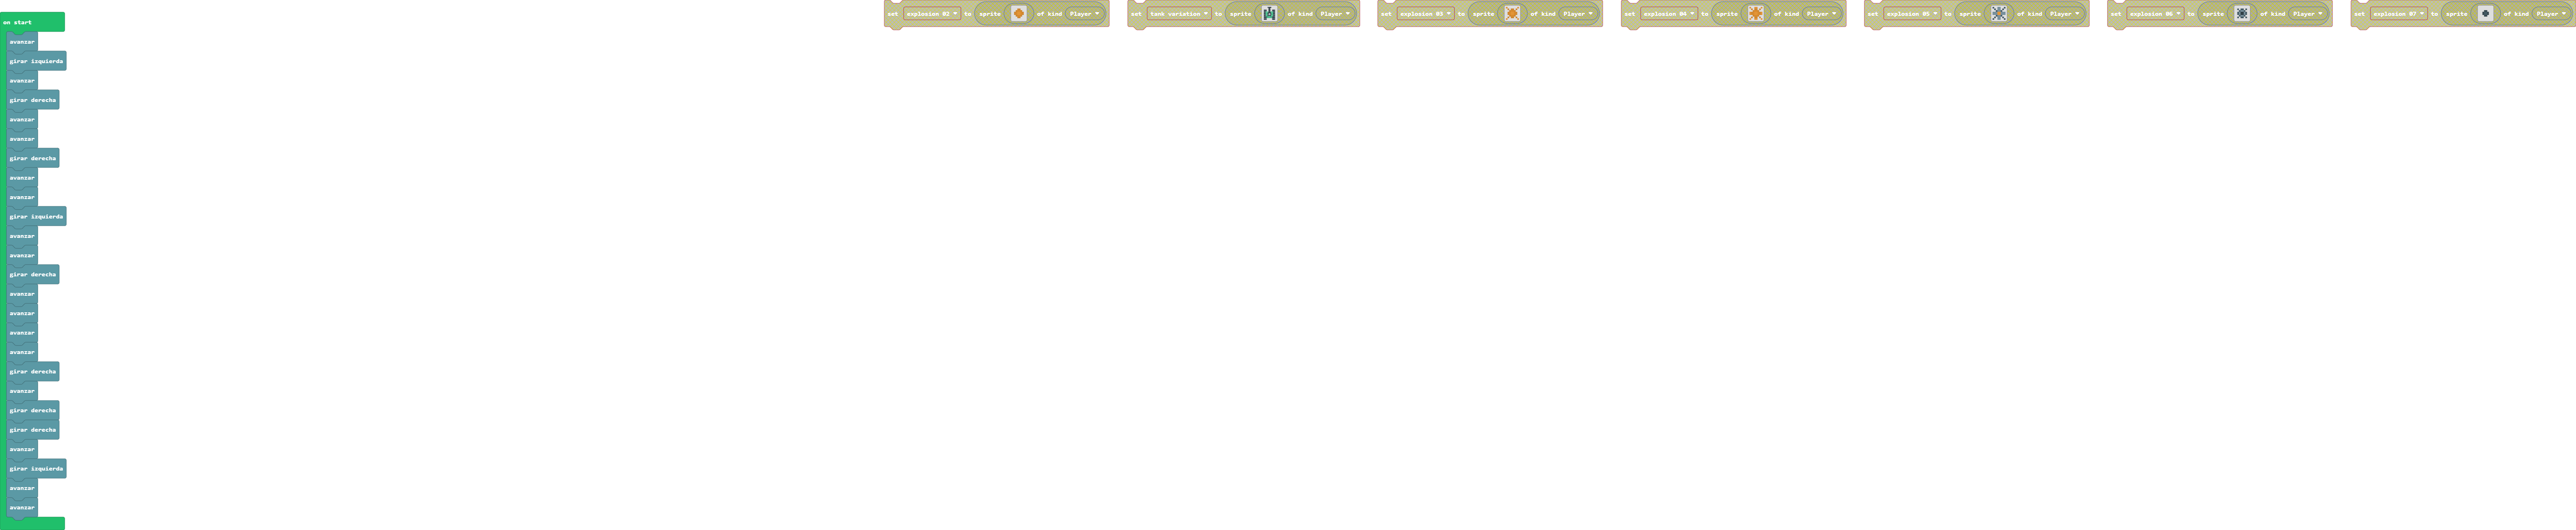 on start
avanzar
girar izquierda
avanzar
girar derecha
avanzar
avanzar
girar derecha
avanzar
avanzar
girar izquierda
avanzar
avanzar
girar derecha
avanzar
avanzar
avanzar
avanzar
girar derecha
avanzar
girar derecha
girar derecha
avanzar
girar izquierda
avanzar
avanzar
set explosion 02 to sprite of kind Player
set tank variation to sprite of kind Player
set explosion 03 to sprite of kind Player
set explosion 04 to sprite of kind Player
set explosion 05 to sprite of kind Player
set explosion 06 to sprite of kind Player
set explosion 07 to sprite of kind Player